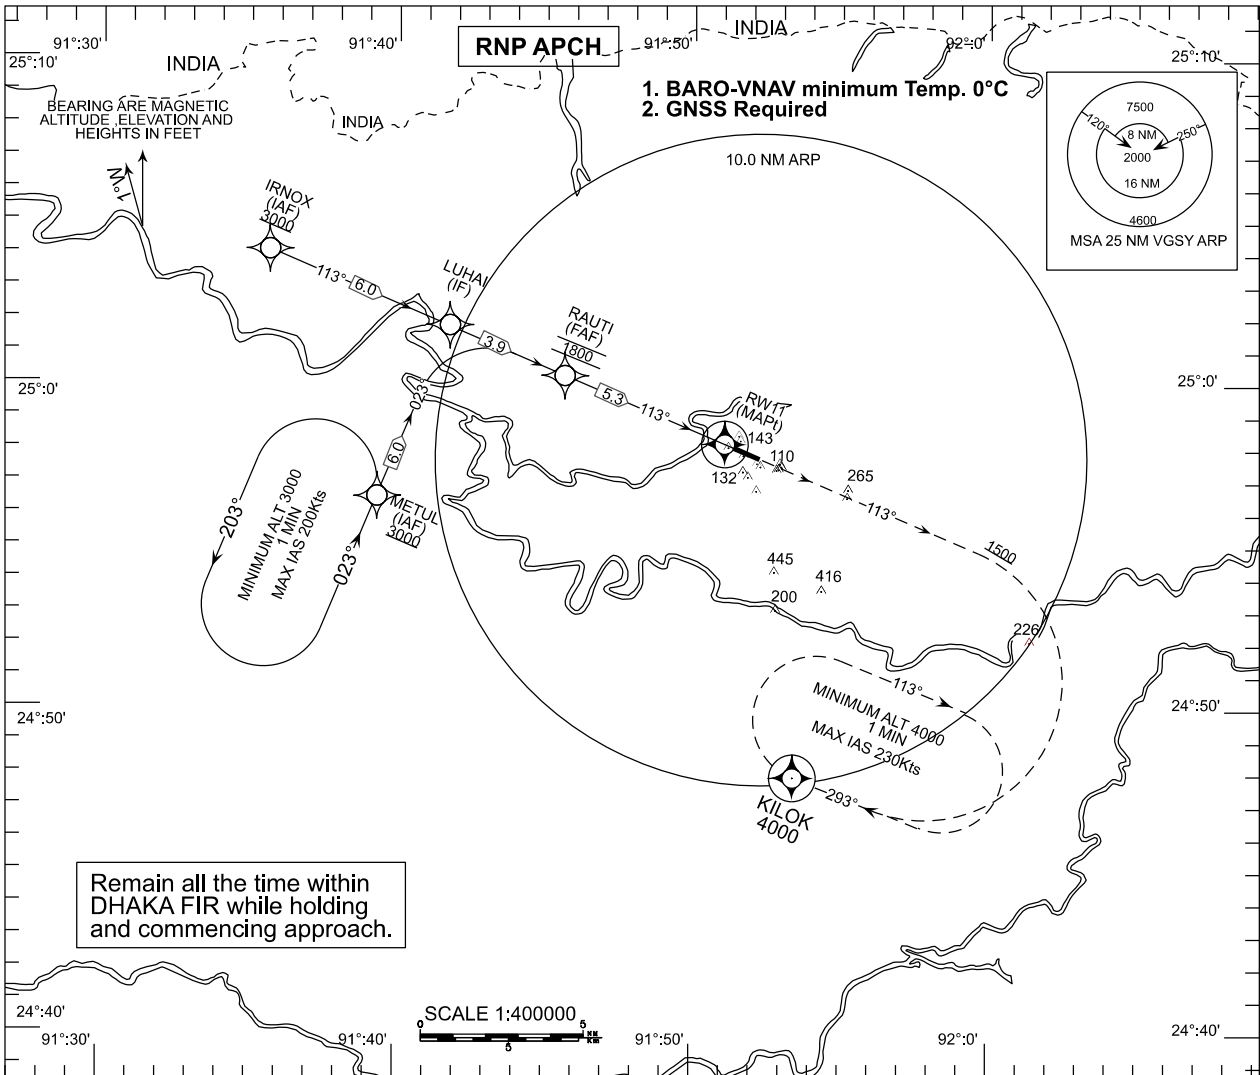 91°:30'
91°:40'
RNP APCH
91°:50'
INDIA
92°:0'
25°:10'
INDIA
25°:10'
1. BARO-VNAV minimum Temp. 0°C
2. GNSS Required
BEARING ARE MAGNETIC
ALTITUDE ,ELEVATION AND
HEIGHTS IN FEET
INDIA
1°W
10.0 NM ARP
7500
120°
8 NM
250°
2000
16 NM
4600
MSA 25 NM VGSY ARP
IRNOX
(IAF)
3000
113°
6.0
LUHAI
(IF)
3.9
RAUTI
(FAF)
1800
5.3
113°
RW11
(MAPt)
25°:0'
25°:0'
023°
6.0
METUL
(IAF)
3000
203°
MINIMUM ALT 3000
1 MIN
MAX IAS 200Kts
023°
143
132
110
265
113°
1500
445
416
200
226
113°
MINIMUM ALT 4000
1 MIN
MAX IAS 230Kts
293°
KILOK
4000
24°:50'
24°:50'
Remain all the time within
DHAKA FIR while holding
and commencing approach.
24°:40'
SCALE 1:400000
0
5
NM
Km
5
24°:40'
91°:30'
91°:40'
91°:50'
92°:0'